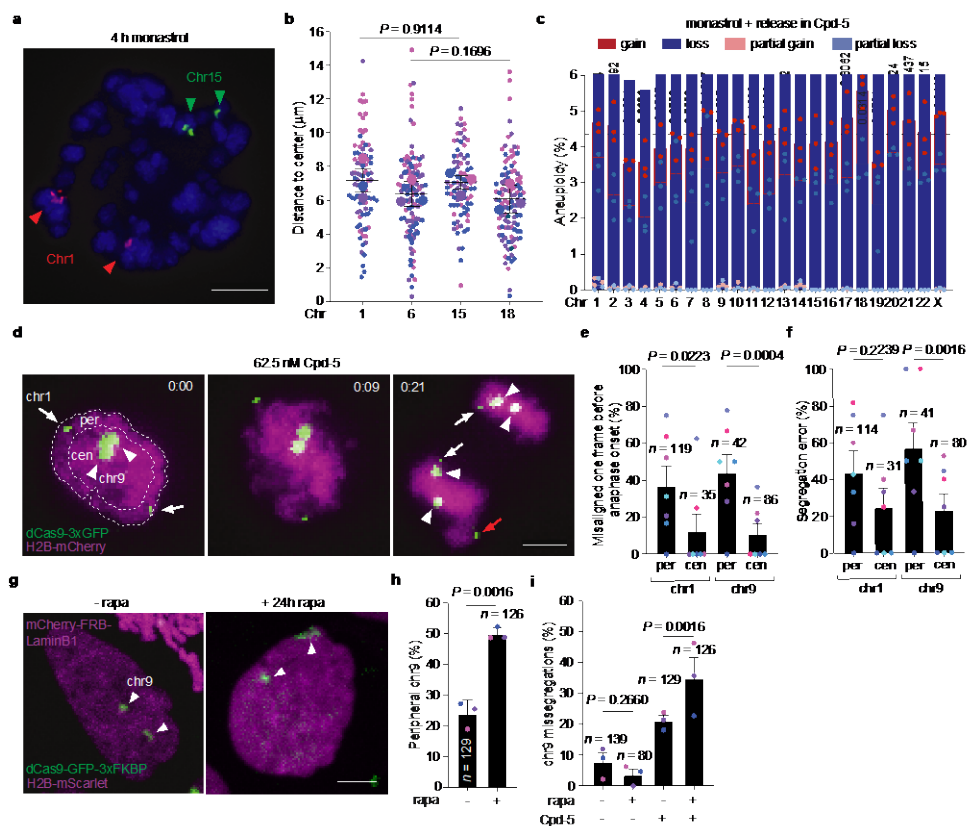 a
4 h monastrol
Chr15
Chr1
b
P = 0.9114
P = 0.1696
Distance to center (µm)
16
14
12
10
8
6
4
2
0
Chr
1
6
15
18
c
monastrol + release in Cpd-5
gain
loss
partial gain
partial loss
Aneubioloy (%)
6
5
4
3
2
1
0
Chr
1 2 3 4 5 6 7 8 9 10 11 12 13 14 15 16 17 18 19 20 21 22 X
d
62.5 nM Cpd-5
chr1
0:00
per
cen
chr9
dCas9-3xGFP
H2B-mCherry
0:09
0:21
e
P = 0.0223
P = 0.0004
Misaligned one frame before
anaphase onset (%)
100
80
60
40
20
0
n = 119
n = 35
n = 42
n = 86
per cen per cen
chr1 chr9
f
P = 0.2239
P = 0.0016
Segregation error (%)
100
80
60
40
20
0
n = 114
n = 31
n = 41
n = 80
per cen per cen
chr1 chr9
g
- rapa
mCherry-FRB-
LaminB1
chr9
dCas9-GFP-3xFKBP
H2B-mScarlet
+ 24h rapa
h
P = 0.0016
Peripheral chr9 (%)
60
50
40
30
20
10
0
n = 129
n = 126
rapa - +
i
P = 0.0016
P = 0.2660
chr9 missegregations (%)
60
50
40
30
20
10
0
n = 139
n = 80
n = 129
n = 126
rapa - + - +
Cpd-5 - - + +